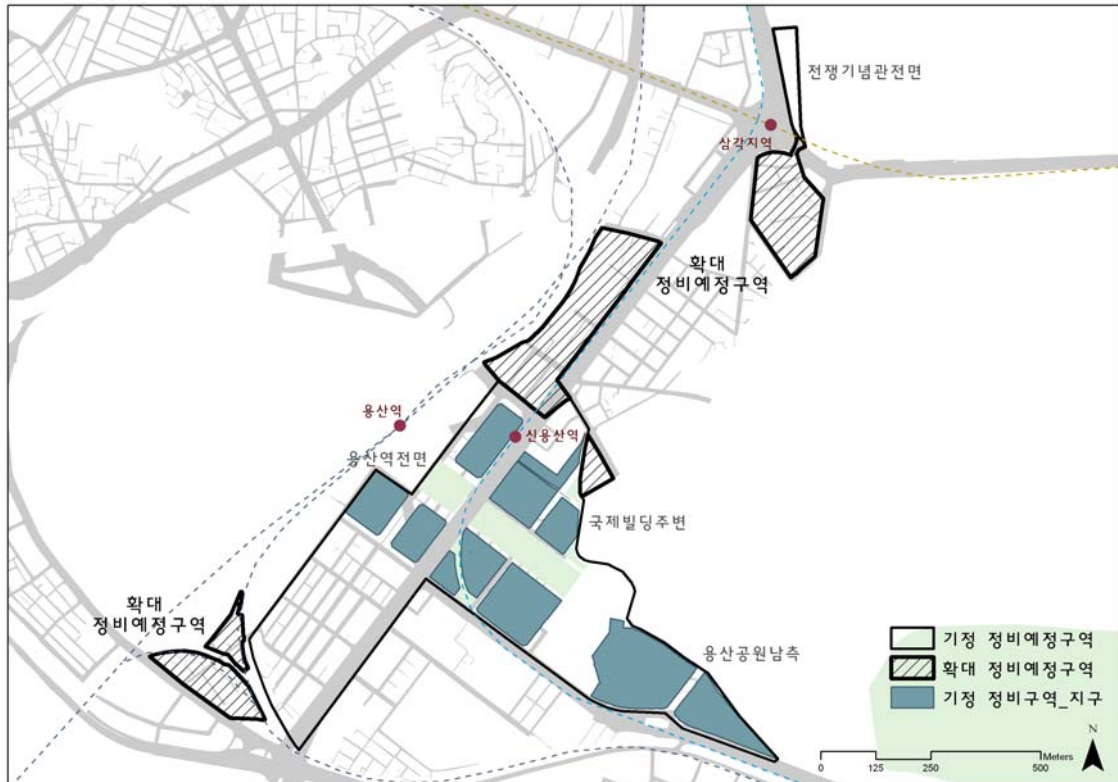 전쟁기념관전면
삼각지역
확대
정비예정구역
용산역
신용산역
용산역전면
국제빌딩주변
확대
정비예정구역
용산공원남측
기정 정비예정구역
확대 정비예정구역
기정 정비구역_지구
N
Meters
0 125 250 500